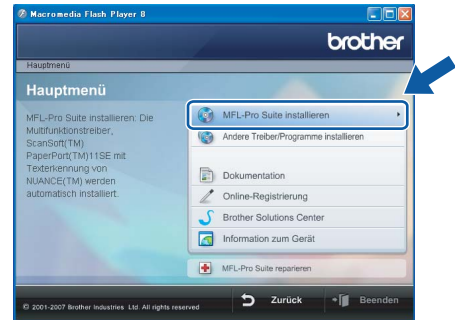 Macromedia Flash Player 8
brother
Hauptmenü
Hauptmenü
MFL-Pro Suite installieren: Die
Multifunktionstreiber,
ScanSoft(TM)
PaperPort(TM)11SE mit
Texterkennung von
NUANCE(TM) werden
automatisch installiert.
MFL-Pro Suite installieren
Andere Treiber/Programme installieren
Dokumentation
Online-Registrierung
Brother Solutions Center
Information zum Gerät
MFL-Pro Suite reparieren
© 2001-2007 Brother Industries Ltd. All rights reserved
Zurück
Beenden